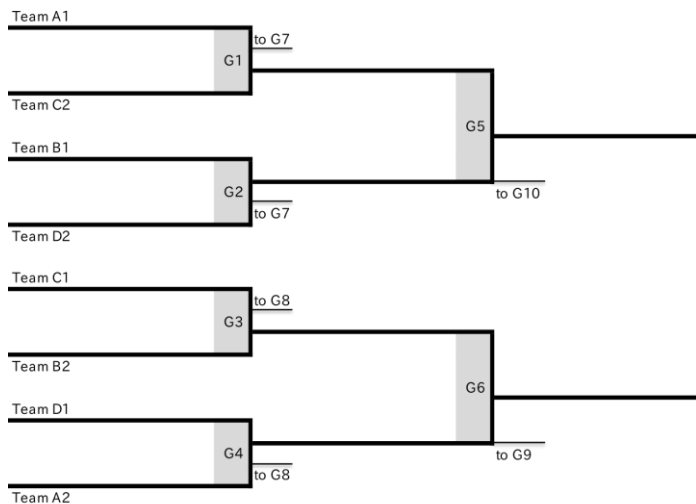 Team A1
to G7
G1
Team C2
G5
Team B1
G2
to G10
to G7
Team D2
Team C1
to G8
G3
Team B2
G6
Team D1
G4
to G9
to G8
Team A2